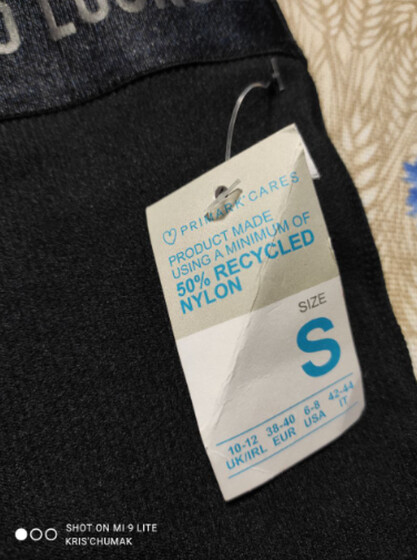 PRIMARK CARES
PRODUCT MADE
USING A MINIMUM OF
50% RECYCLED
NYLON
SIZE
S
10-12 38-40 6-8 42-44
UK/IRL EUR USA IT
SHOT ON MI 9 LITE
KRIS'CHUMAK